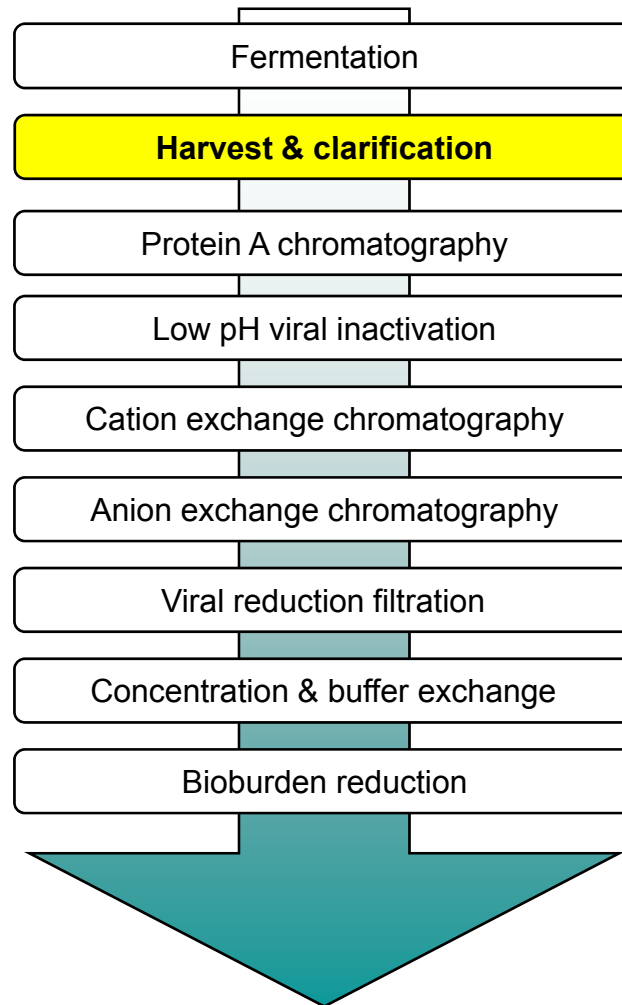 Fermentation
Harvest & clarification
Protein A chromatography
Low pH viral inactivation
Cation exchange chromatography
Anion exchange chromatography
Viral reduction filtration
Concentration & buffer exchange
Bioburden reduction